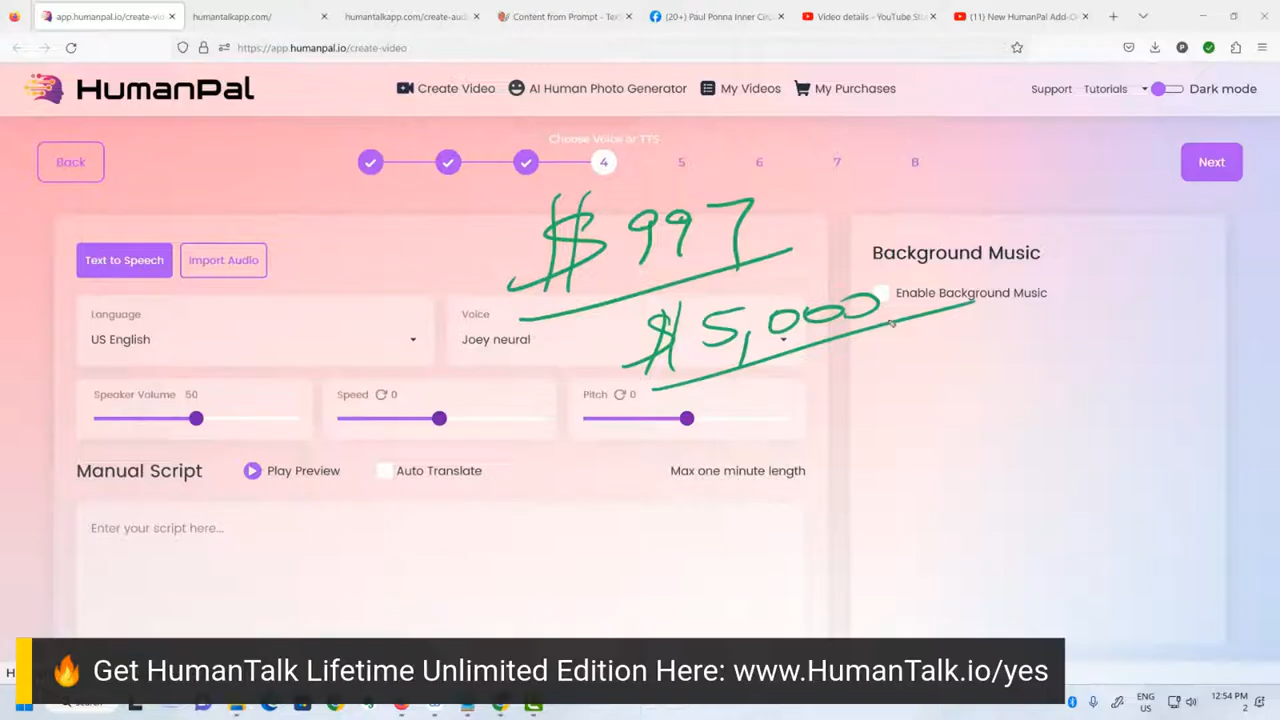 app.humanpal.io/create-vid
humantalkapp.com/
humantalkapp.com/create-aud
Content from Prompt - Tex
(20+) Paul Ponna Inner Cir
Video details - YouTube Stu
(11) New HumanPal Add-O
https://app.humanpal.io/create-video
HumanPal
Create Video
AI Human Photo Generator
My Videos
My Purchases
Support
Tutorials
Dark mode
Choose Voice or TTS
Back
4
5
6
7
8
Next
$997
Text to Speech
Import Audio
Background Music
Enable Background Music
$5,000
Language
US English
Voice
Joey neural
Speaker Volume 50
Speed 0
Pitch 0
Manual Script
Play Preview
Auto Translate
Max one minute length
Enter your script here...
🔥 Get HumanTalk Lifetime Unlimited Edition Here: www.HumanTalk.io/yes
ENG
US
12:54 PM